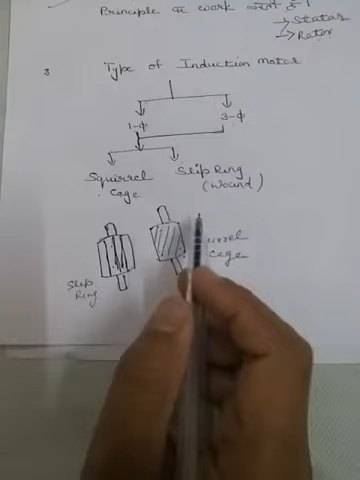 Principle पर work करती है।
→ Stator
→ Rotor
3 Type of Induction motor
1-ф 3-ф
Squirrel Slip Ring
Cage (Wound)
Cage
Slip
Ring